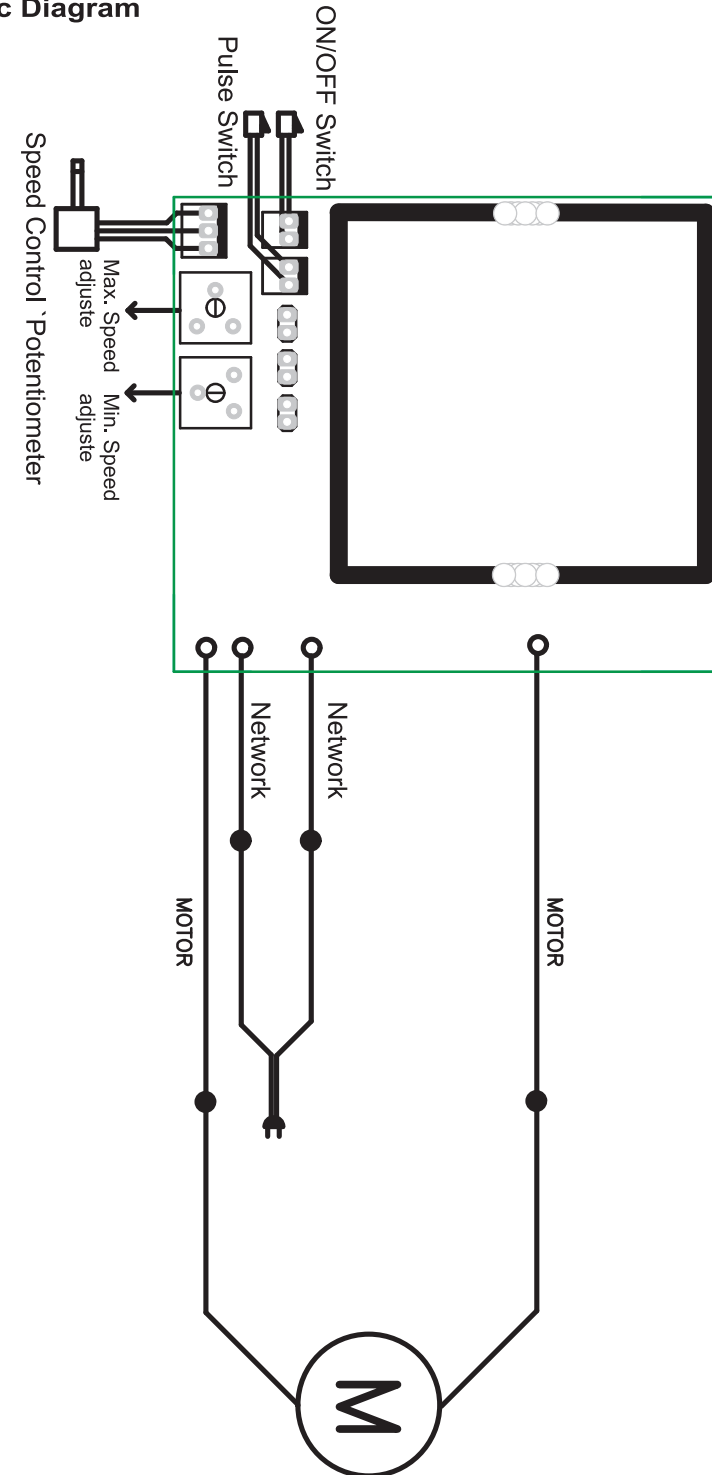 c Diagram
ON/OFF Switch
Pulse Switch
Speed Control `Potentiometer
Max. Speed
adjuste
Min. Speed
adjuste
Network
Network
MOTOR
MOTOR
M